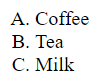 A. Coffee
B. Tea
C. Milk